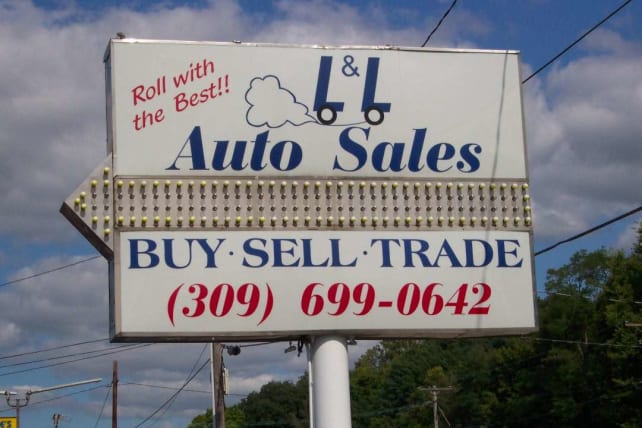 Roll with
the Best!!
L & L
Auto Sales
BUY · SELL · TRADE
(309) 699-0642